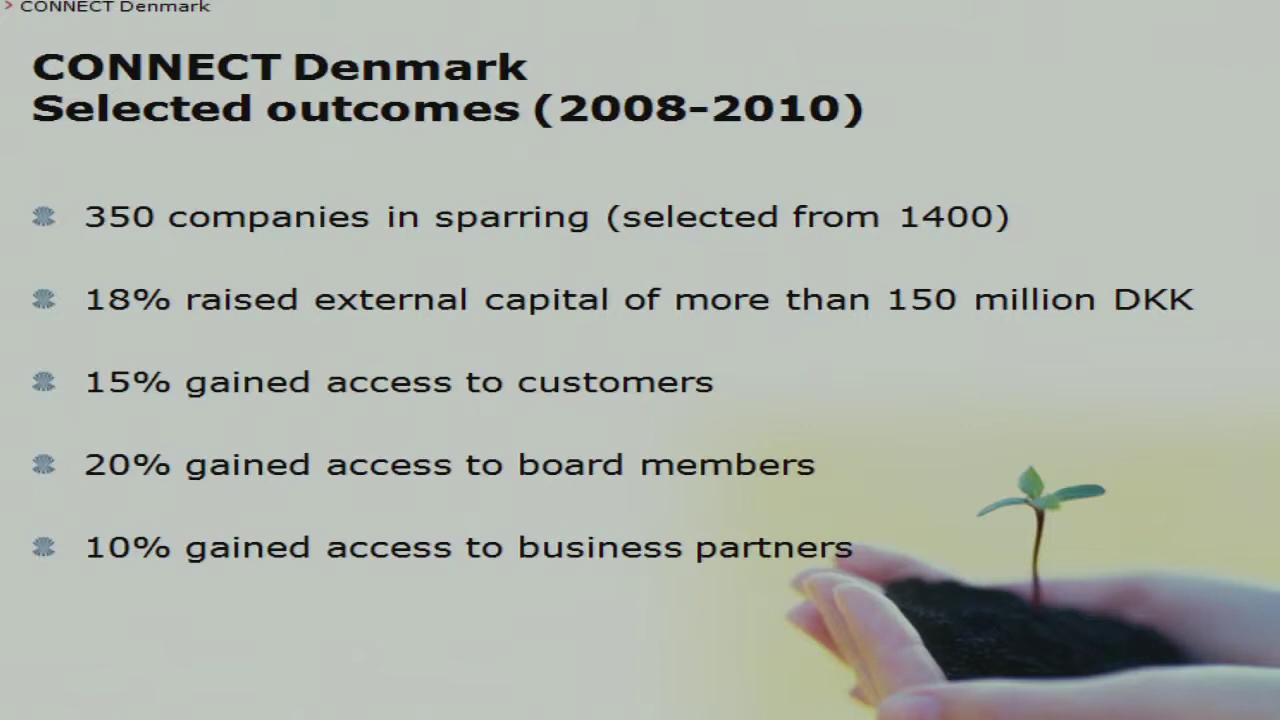 > CONNECT Denmark
CONNECT Denmark
Selected outcomes (2008-2010)
350 companies in sparring (selected from 1400)
18% raised external capital of more than 150 million DKK
15% gained access to customers
20% gained access to board members
10% gained access to business partners